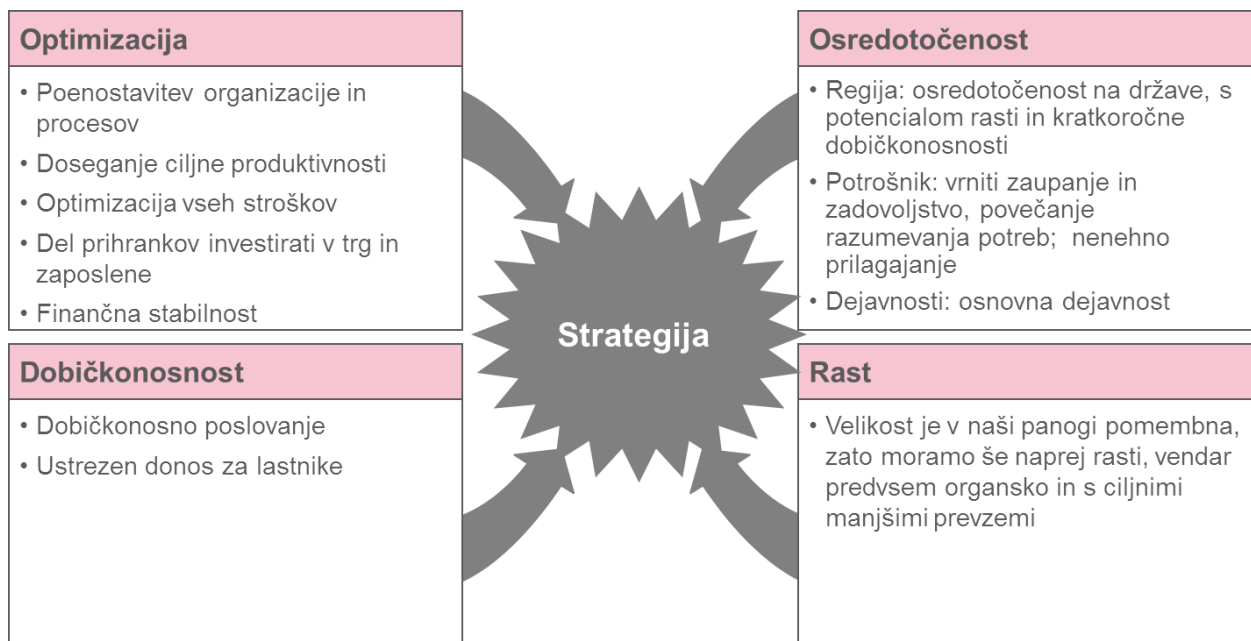 Optimizacija
• Poenostavitev organizacije in
procesov
• Doseganje ciljne produktivnosti
• Optimizacija vseh stroškov
• Del prihrankov investirati v trg in
zaposlene
• Finančna stabilnost
Osredotočenost
• Regija: osredotočenost na države, s
potencialom rasti in kratkoročne
dobičkonosnosti
• Potrošnik: vrniti zaupanje in
zadovoljstvo, povečanje
razumevanja potreb; nenehno
prilagajanje
• Dejavnosti: osnovna dejavnost
Strategija
Dobičkonosnost
• Dobičkonosno poslovanje
• Ustrezen donos za lastnike
Rast
• Velikost je v naši panogi pomembna,
zato moramo še naprej rasti, vendar
predvsem organsko in s ciljnimi
manjšimi prevzemi